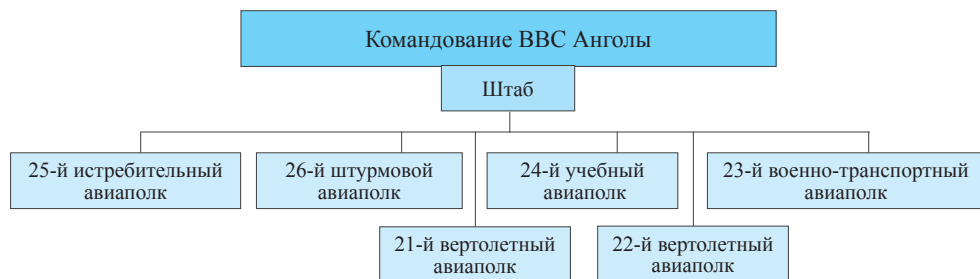 Командование ВВС Анголы
Штаб
25-й истребительный
авиаполк
26-й штурмовой
авиаполк
24-й учебный
авиаполк
23-й военно-транспортный
авиаполк
21-й вертолетный
авиаполк
22-й вертолетный
авиаполк